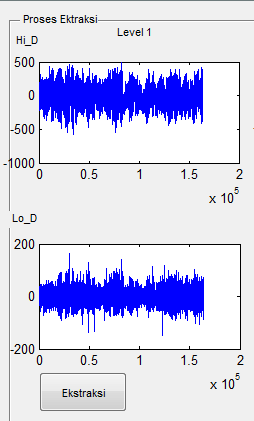 Proses Ektraksi
Level 1
Hi_D
500
0
-500
-1000
0 0.5 1 1.5 2
x 10^5
Lo_D
200
0
-200
0 0.5 1 1.5 2
x 10^5
Ekstraksi